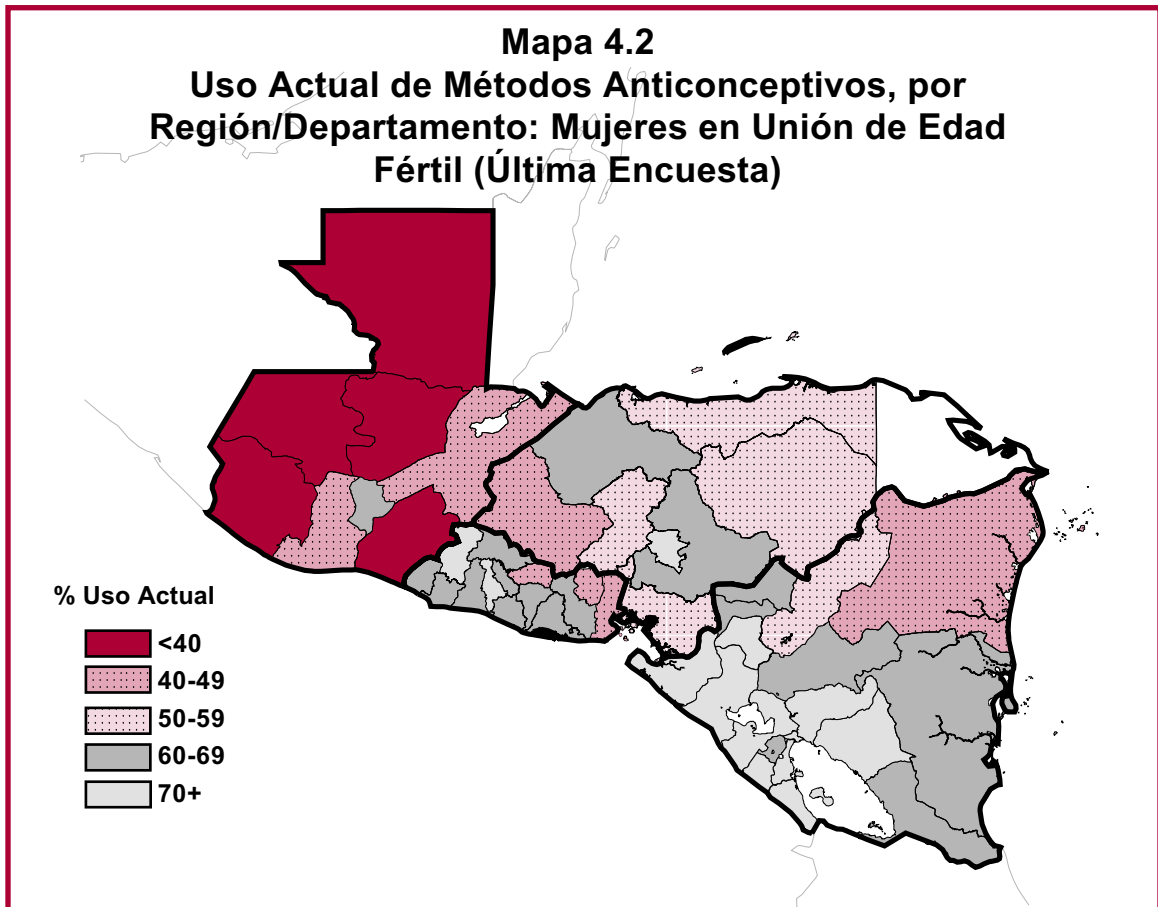 Mapa 4.2
Uso Actual de Métodos Anticonceptivos, por
Región/Departamento: Mujeres en Unión de Edad
Fértil (Última Encuesta)
% Uso Actual
<40
40-49
50-59
60-69
70+